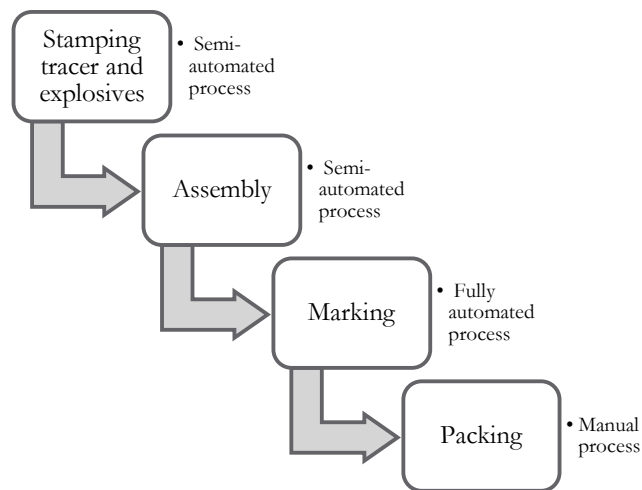 Stamping
tracer and
explosives
• Semi-
automated
process
Assembly
• Semi-
automated
process
Marking
• Fully
automated
process
Packing
• Manual
process